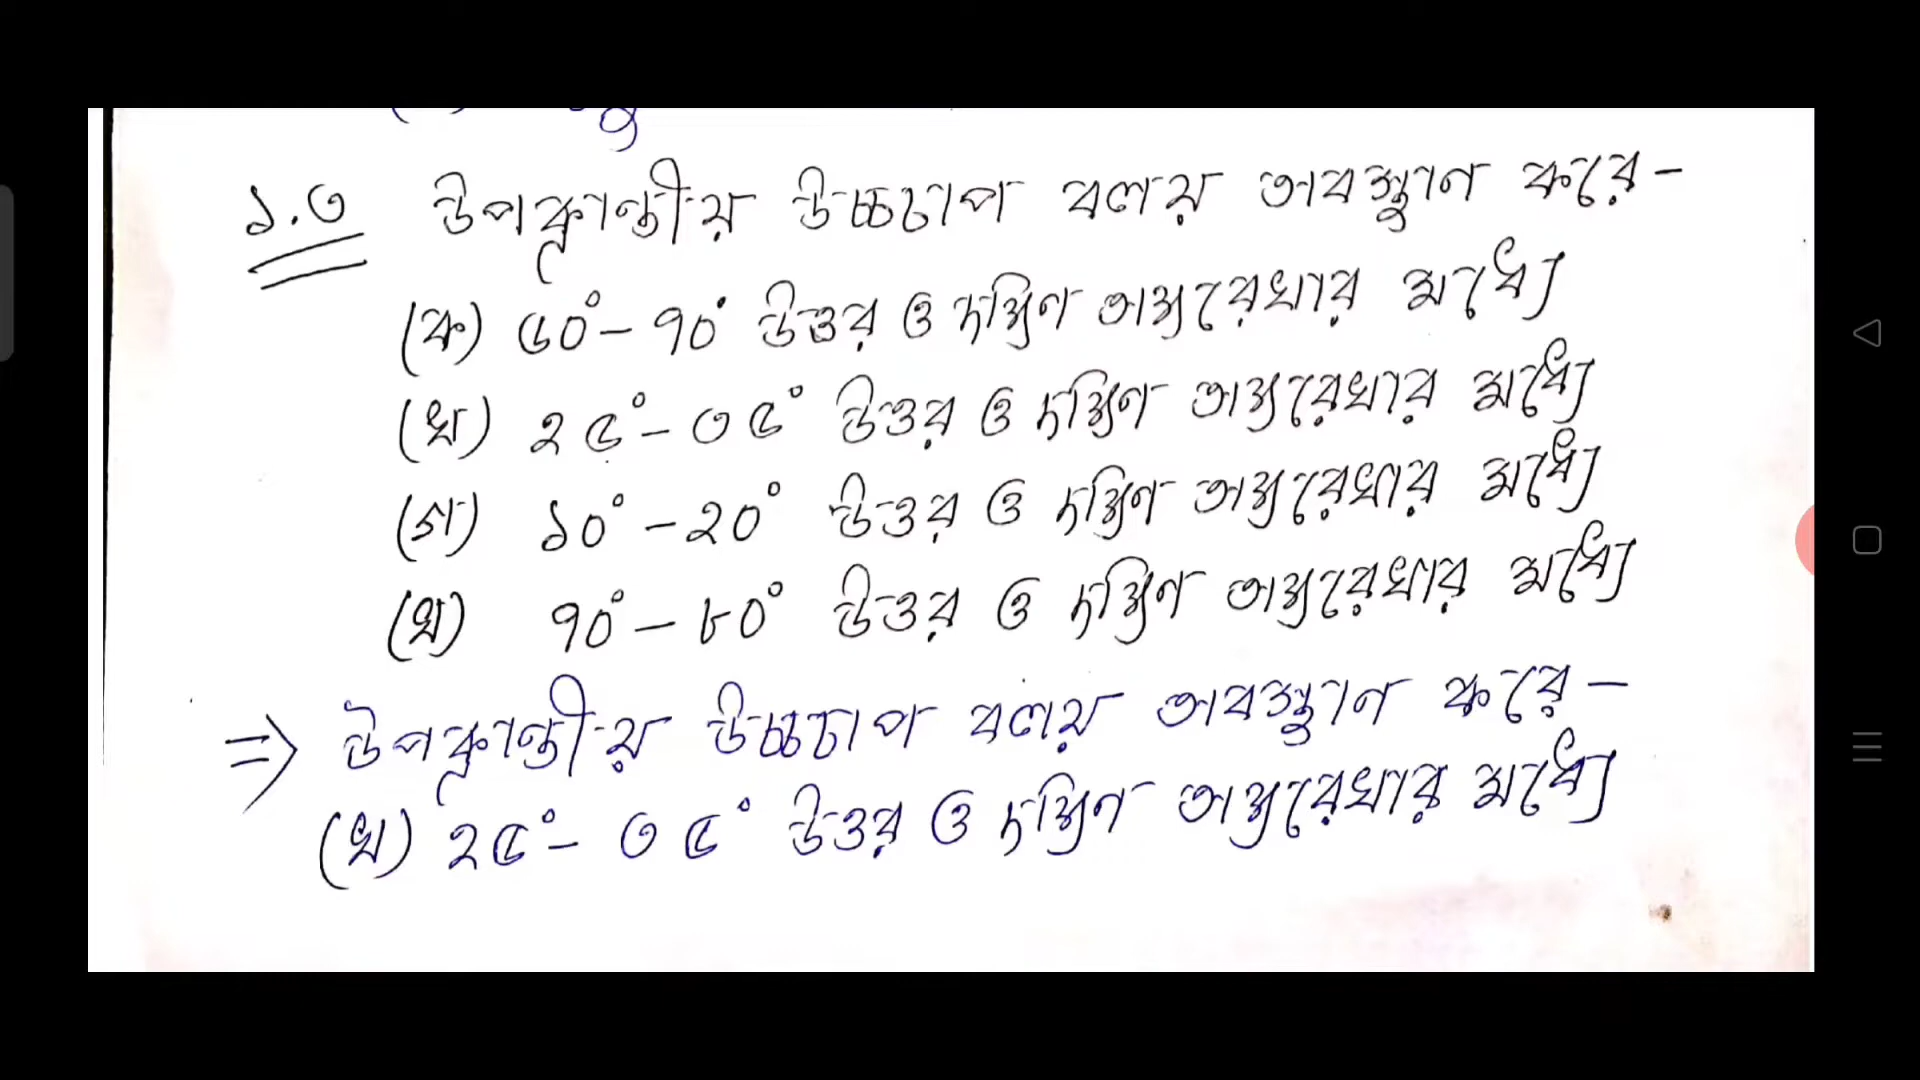 ১.৩ উপক্রান্তীয় উচ্চচাপ বলয় অবস্থান করে-
(ক) ৬০°- ৭০° উত্তর ও দক্ষিণ অক্ষরেখার মধ্যে
(খ) ২৫°- ৩৫° উত্তর ও দক্ষিণ অক্ষরেখার মধ্যে
(গ) ১০° - ২০° উত্তর ও দক্ষিণ অক্ষরেখার মধ্যে
(ঘ) ৭০° - ৮০° উত্তর ও দক্ষিণ অক্ষরেখার মধ্যে
⇒ উপক্রান্তীয় উচ্চচাপ বলয় অবস্থান করে-
(খ) ২৫°- ৩৫° উত্তর ও দক্ষিণ অক্ষরেখার মধ্যে